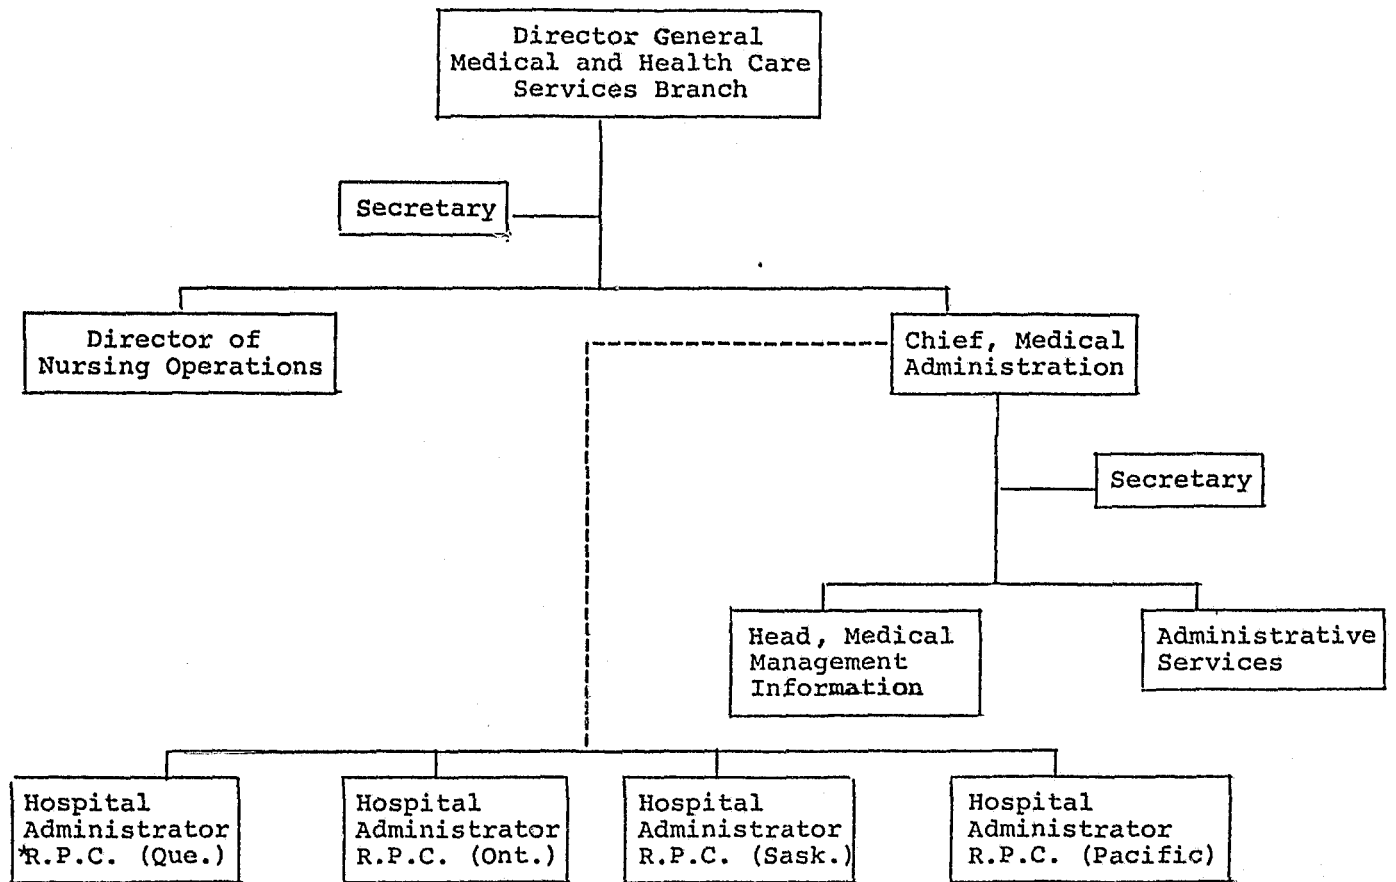 Director General
Medical and Health Care
Services Branch
Secretary
Director of
Nursing Operations
Chief, Medical
Administration
Secretary
Head, Medical
Management
Information
Administrative
Services
Hospital
Administrator
*R.P.C. (Que.)
Hospital
Administrator
R.P.C. (Ont.)
Hospital
Administrator
R.P.C. (Sask.)
Hospital
Administrator
R.P.C. (Pacific)